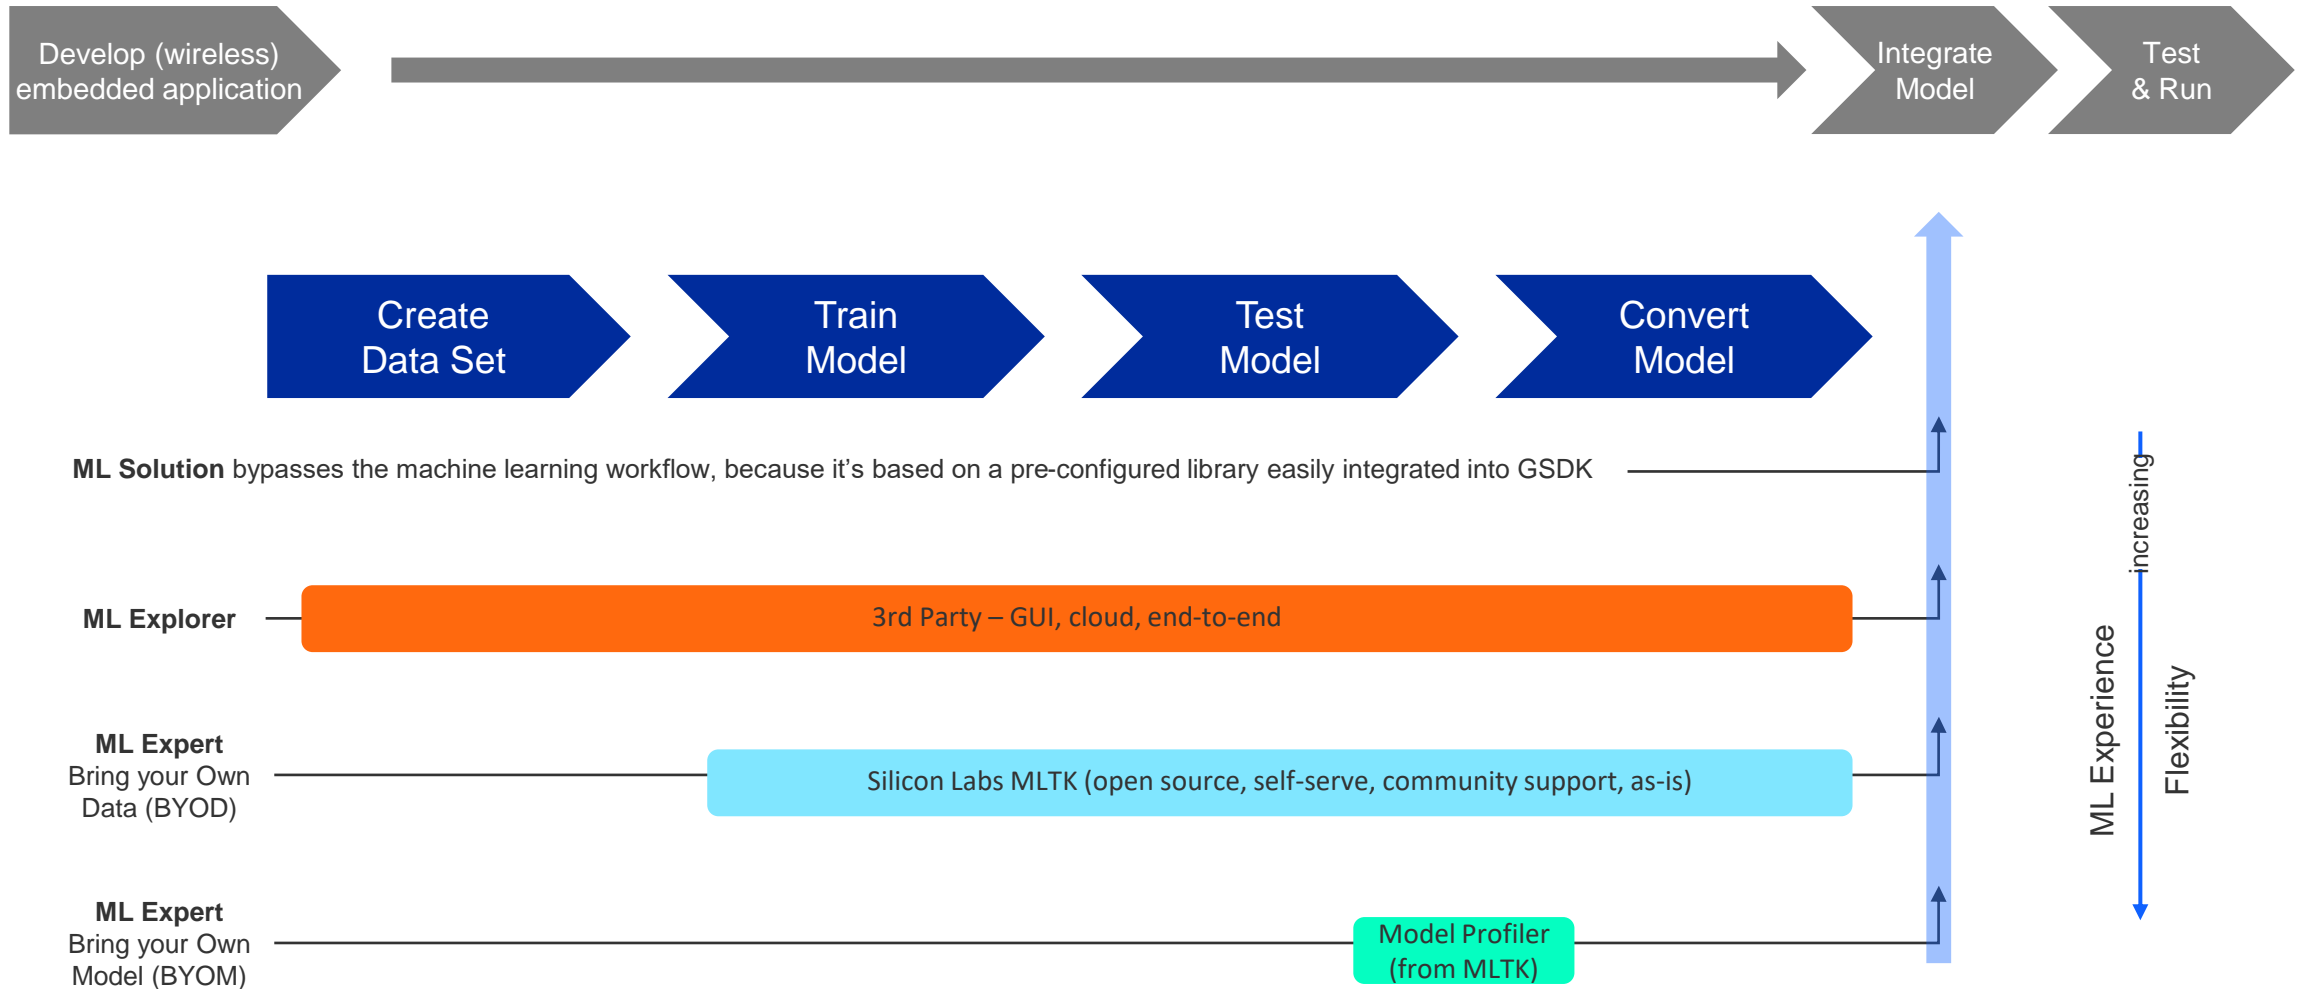 Develop (wireless)
embedded application
Integrate
Model
Test
& Run
Create
Data Set
Train
Model
Test
Model
Convert
Model
ML Solution bypasses the machine learning workflow, because it’s based on a pre-configured library easily integrated into GSDK
increasing
ML Explorer
3rd Party – GUI, cloud, end-to-end
ML Experience
Flexibility
ML Expert
Bring your Own
Data (BYOD)
Silicon Labs MLTK (open source, self-serve, community support, as-is)
ML Expert
Bring your Own
Model (BYOM)
Model Profiler
(from MLTK)